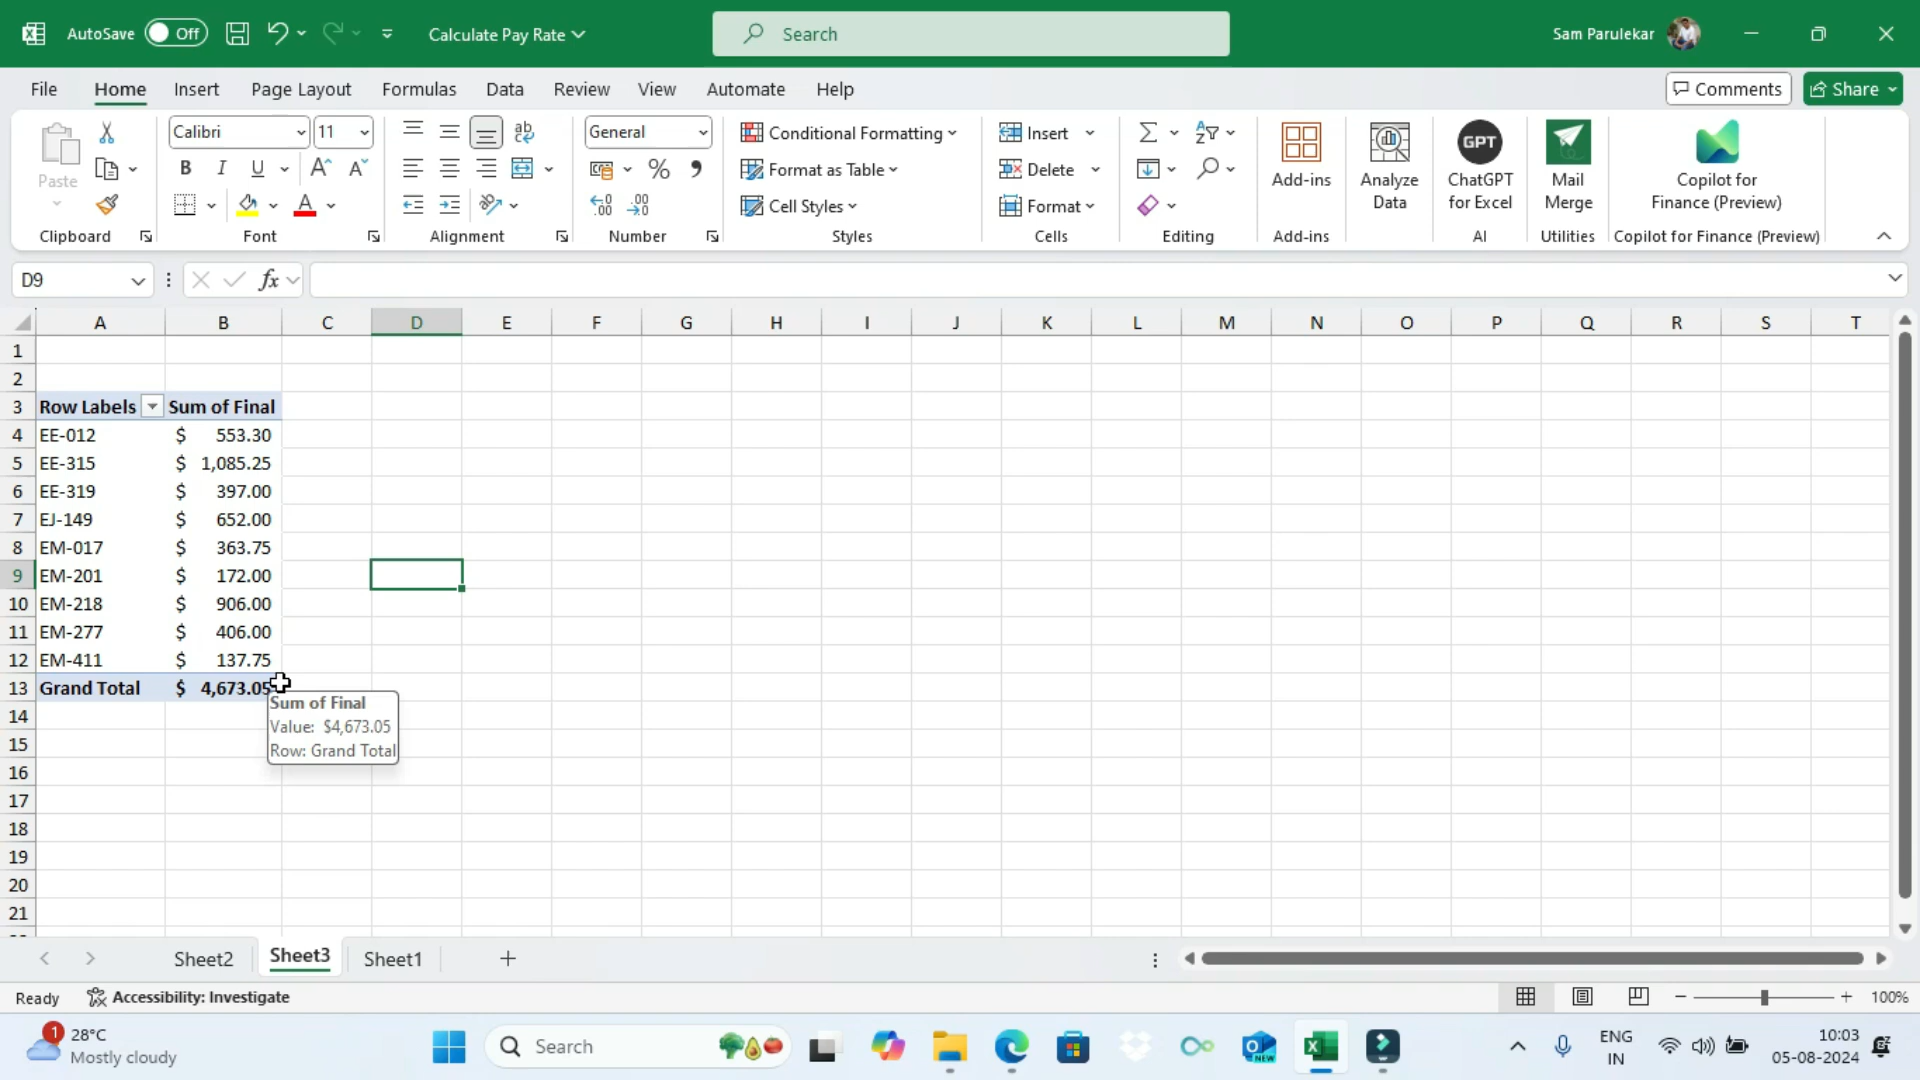 AutoSave Off Calculate Pay Rate Search Sam Parulekar
File Home Insert Page Layout Formulas Data Review View Automate Help Comments Share
Paste Calibri 11 General Conditional Formatting Insert Add-ins Analyze Data ChatGPT for Excel Mail Merge Copilot for Finance (Preview)
B I U A A % 9 Format as Table Delete
A ab .00 .00 Cell Styles Format
Clipboard Font Alignment Number Styles Cells Editing Add-ins AI Utilities Copilot for Finance (Preview)
D9 fx
A B C D E F G H I J K L M N O P Q R S T
1
2
3 Row Labels Sum of Final
4 EE-012 $ 553.30
5 EE-315 $ 1,085.25
6 EE-319 $ 397.00
7 EJ-149 $ 652.00
8 EM-017 $ 363.75
9 EM-201 $ 172.00
10 EM-218 $ 906.00
11 EM-277 $ 406.00
12 EM-411 $ 137.75
13 Grand Total $ 4,673.05
Sum of Final
Value: $4,673.05
Row: Grand Total
14
15
16
17
18
19
20
21
Sheet2 Sheet3 Sheet1 +
Ready Accessibility: Investigate 100%
1 28°C Search ENG 10:03
Mostly cloudy IN 05-08-2024